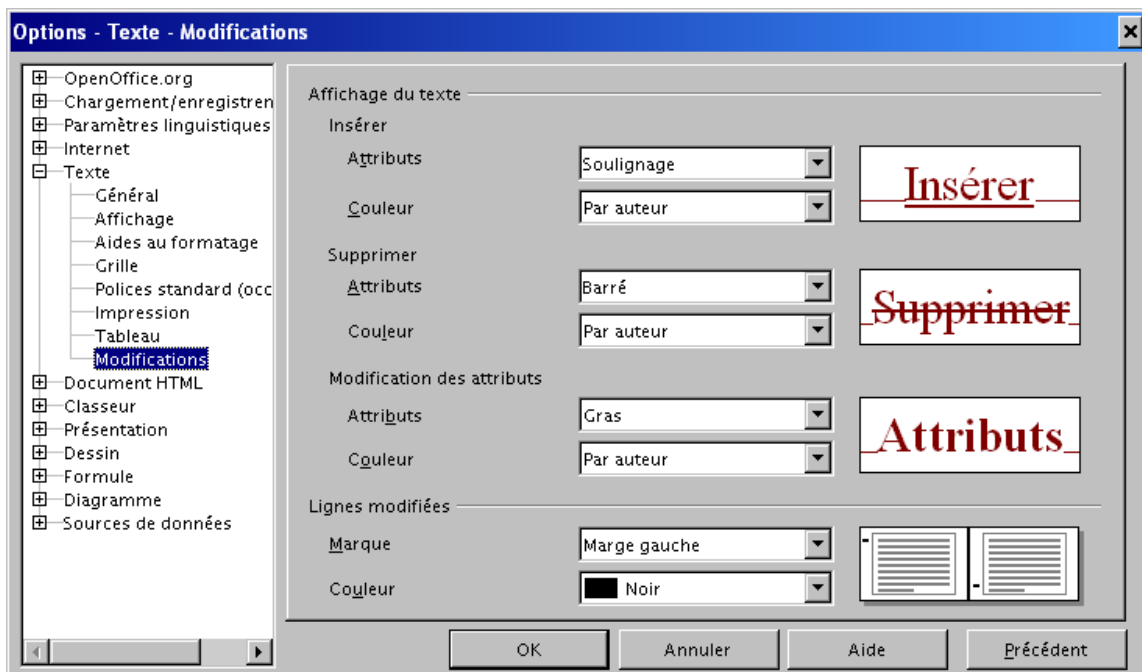 Options - Texte - Modifications
OpenOffice.org
Chargement/enregistren
Paramètres linguistiques
Internet
Texte
Général
Affichage
Aides au formatage
Grille
Polices standard (occ
Impression
Tableau
Modifications
Document HTML
Classeur
Présentation
Dessin
Formule
Diagramme
Sources de données
Affichage du texte
Insérer
Attributs Soulignage
Couleur Par auteur
Insérer
Supprimer
Attributs Barré
Couleur Par auteur
Supprimer
Modification des attributs
Attributs Gras
Couleur Par auteur
Attributs
Lignes modifiées
Marque Marge gauche
Couleur Noir
OK Annuler Aide Précédent